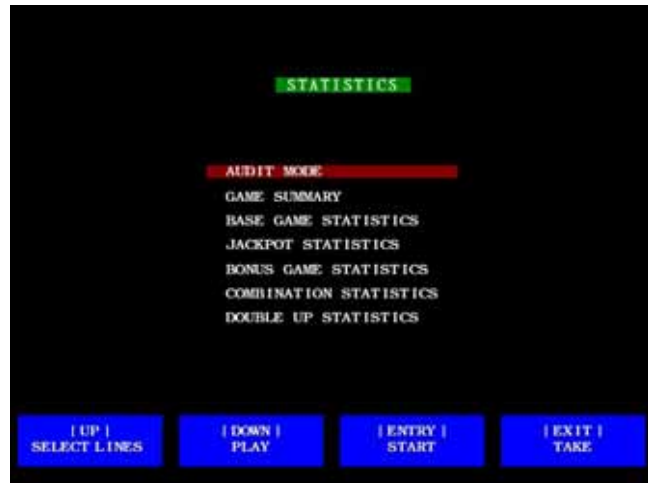 STATISTICS
AUDIT MODE
GAME SUMMARY
BASE GAME STATISTICS
JACKPOT STATISTICS
BONUS GAME STATISTICS
COMBINATION STATISTICS
DOUBLE UP STATISTICS
[ UP ] [ DOWN ] [ ENTRY ] [ EXIT ]
SELECT LINES PLAY START TAKE